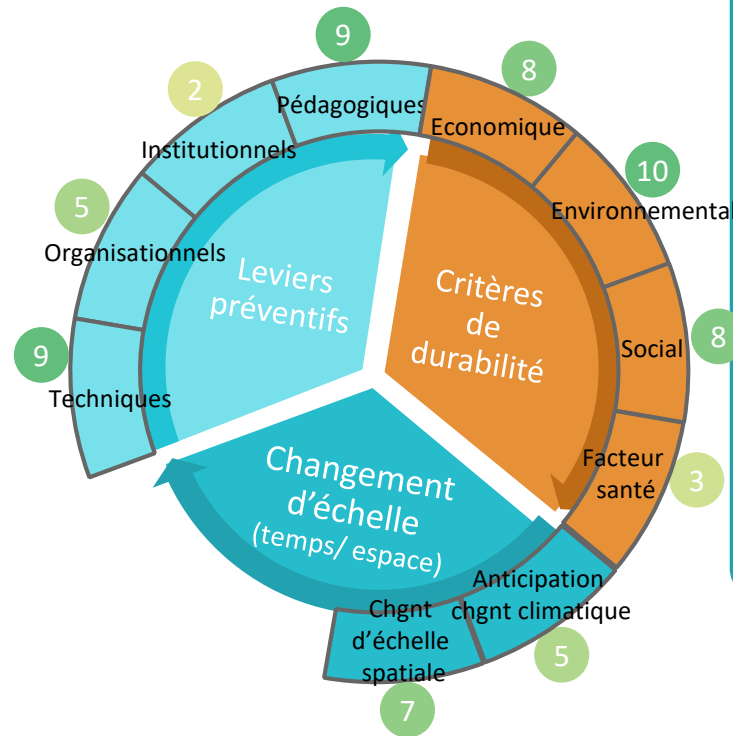 9
Pédagogiques
8
Economique
10
Environnemental
8
Social
3
Facteur
santé
5
Anticipation
chgnt climatique
7
Chgnt
d'échelle
spatiale
9
Techniques
5
Organisationnels
2
Institutionnels
Leviers
préventifs
Critères
de
durabilité
Changement
d'échelle
(temps/ espace)